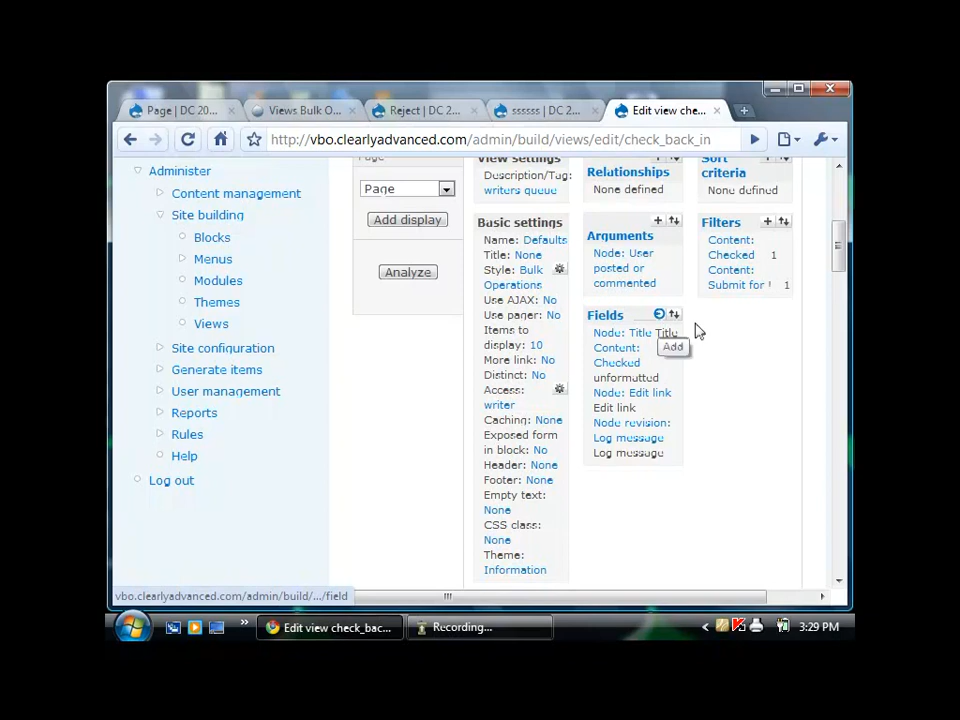 Page | DC 20...
Views Bulk O...
Reject | DC 2...
ssssss | DC 2...
Edit view che...
http://vbo.clearlyadvanced.com/admin/build/views/edit/check_back_in
Administer
Content management
Site building
Blocks
Menus
Modules
Themes
Views
Site configuration
Generate items
User management
Reports
Rules
Help
Log out
Page
Page
Add display
Analyze
View settings
Description/Tag:
writers queue
Basic settings
Name: Defaults
Title: None
Style: Bulk
Operations
Use AJAX: No
Use pager: No
Items to
display: 10
More link: No
Distinct: No
Access:
writer
Caching: None
Exposed form
in block: No
Header: None
Footer: None
Empty text:
None
CSS class:
None
Theme:
Information
Relationships
None defined
Arguments
Node: User
posted or
commented
Fields
Node: Title Title
Content:
Checked
unformatted
Node: Edit link
Edit link
Node revision:
Log message
Log message
Add
Sort
criteria
None defined
Filters
Content:
Checked 1
Content:
Submit for 1
vbo.clearlyadvanced.com/admin/build/.../field
Edit view check_bac...
Recording...
3:29 PM